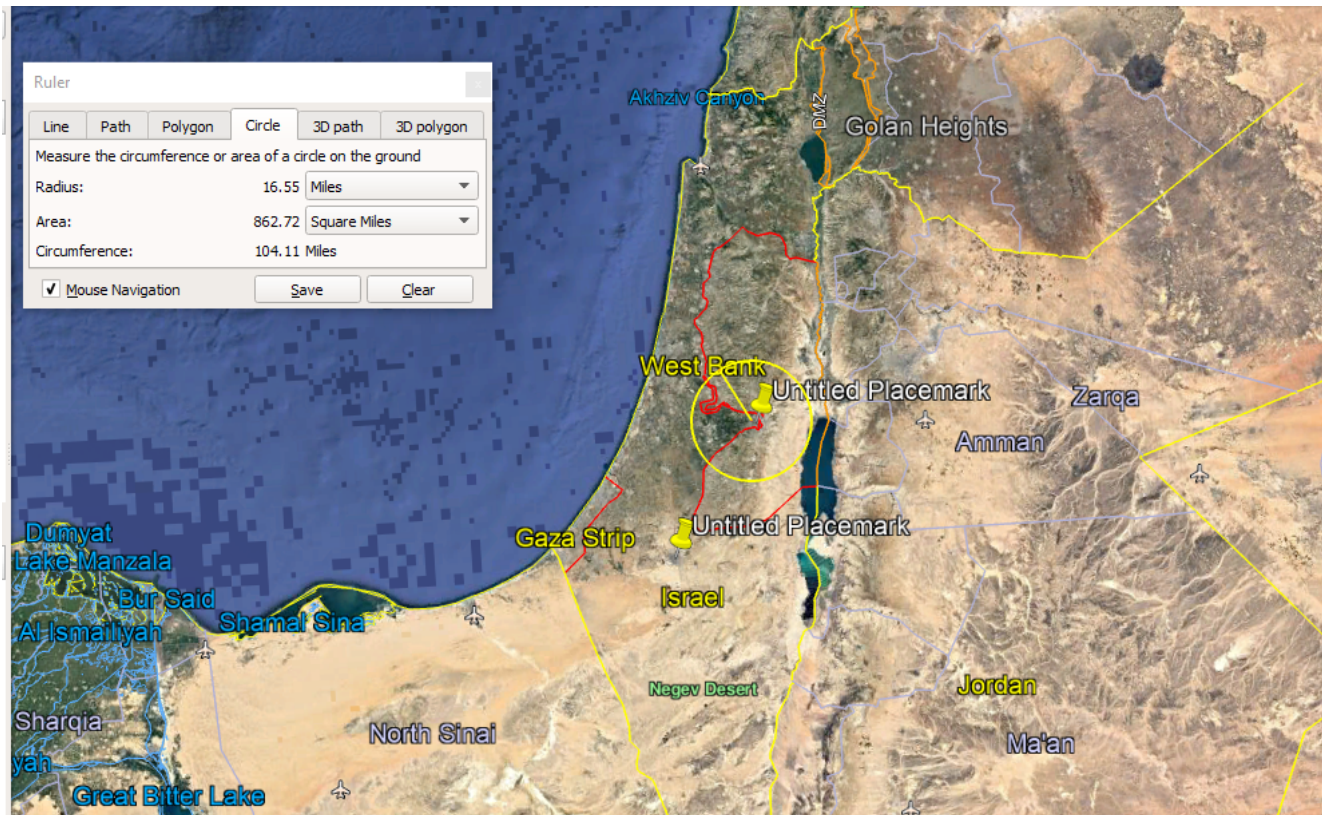 Ruler
Line Path Polygon Circle 3D path 3D polygon
Measure the circumference or area of a circle on the ground
Radius: 16.55 Miles
Area: 862.72 Square Miles
Circumference: 104.11 Miles
Mouse Navigation Save Clear
Akhziv Canyon
DMZ
Golan Heights
West Bank
Untitled Placemark
Zarqa
Amman
Untitled Placemark
Gaza Strip
Dumyat
Lake Manzala
Bur Said
Israel
Shamal Sina
Al Ismailiyah
Negev Desert
Jordan
Sharqia
North Sinai
Ma'an
yah
Great Bitter Lake